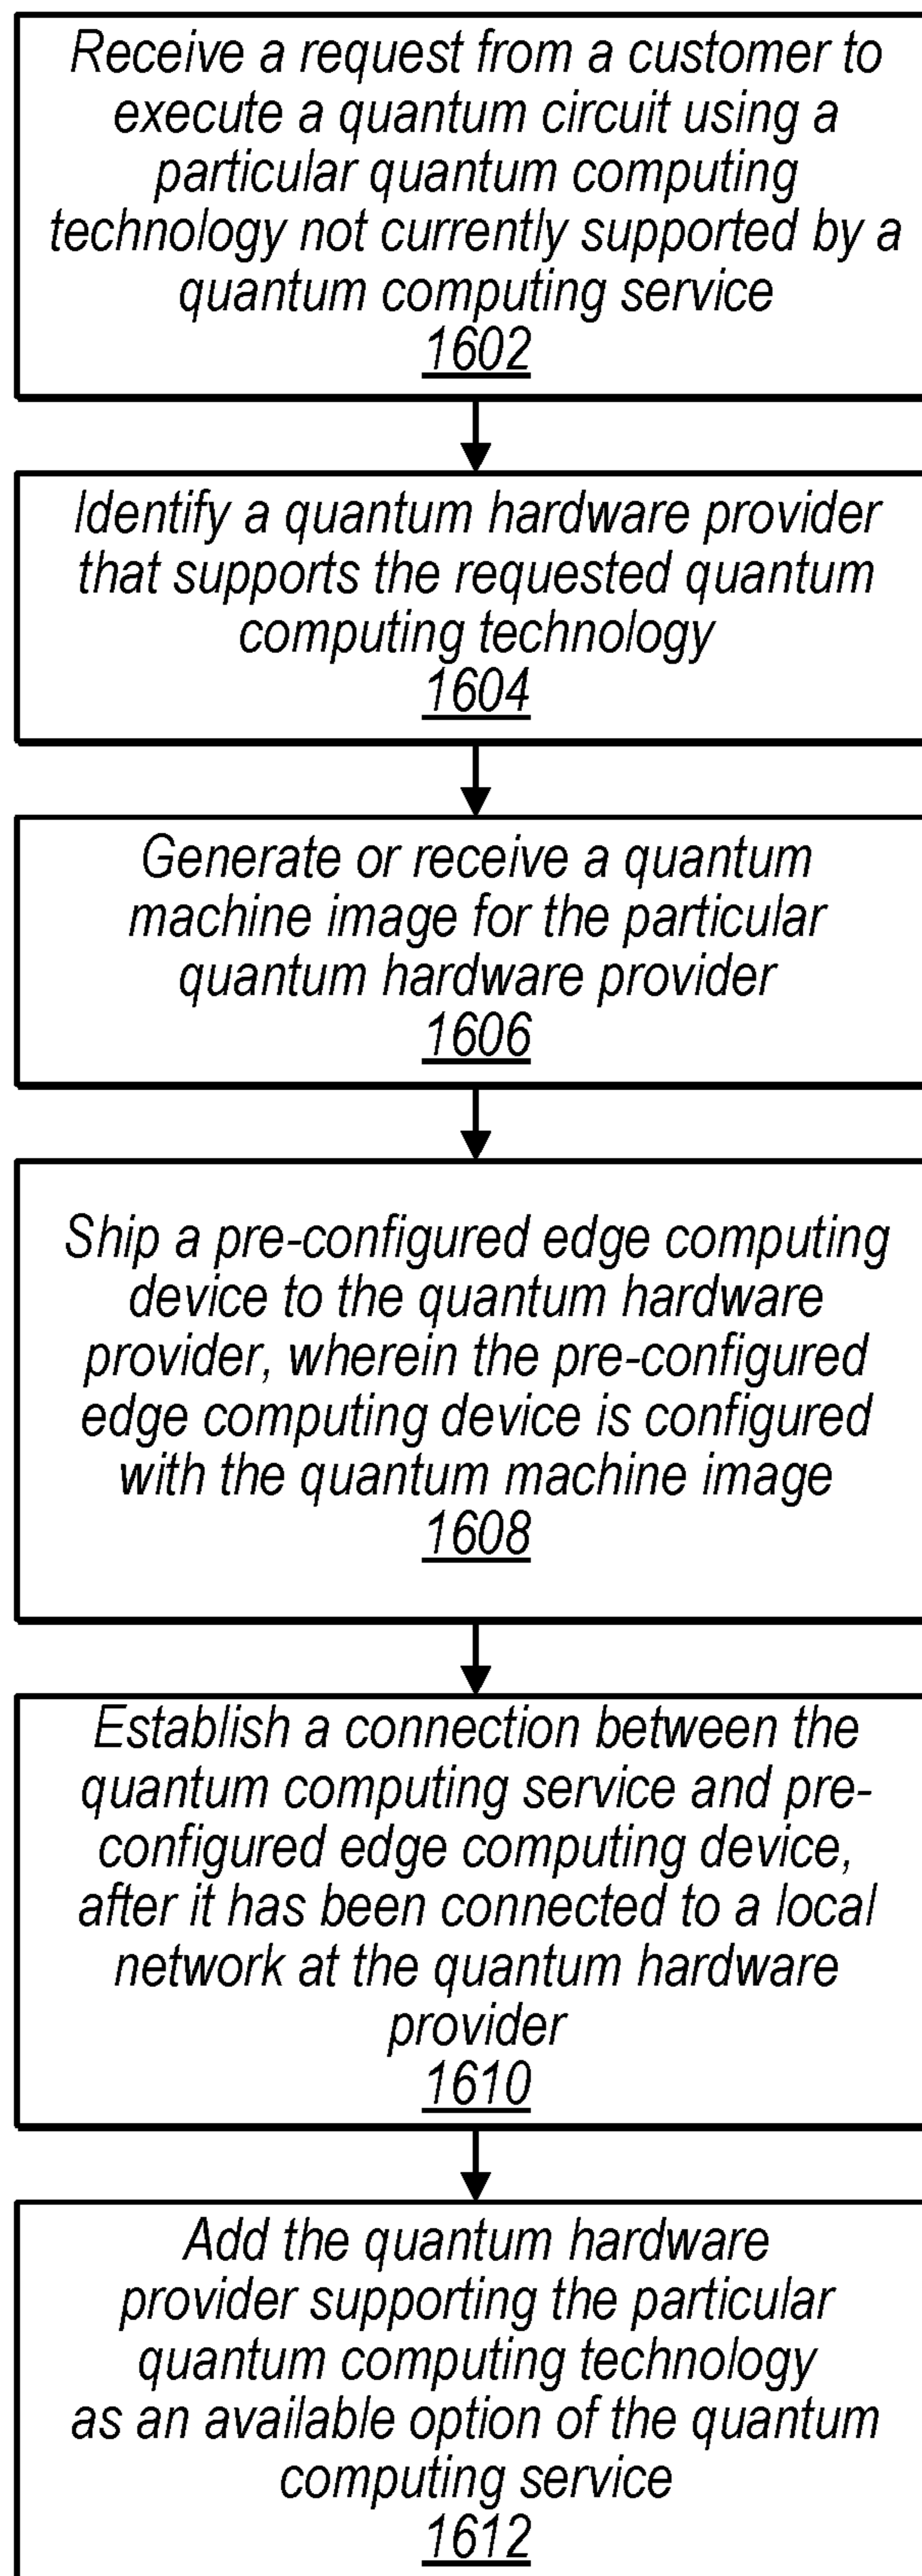 Receive a request from a customer to
execute a quantum circuit using a
particular quantum computing
technology not currently supported by a
quantum computing service
1602
Identify a quantum hardware provider
that supports the requested quantum
computing technology
1604
Generate or receive a quantum
machine image for the particular
quantum hardware provider
1606
Ship a pre-configured edge computing
device to the quantum hardware
provider, wherein the pre-configured
edge computing device is configured
with the quantum machine image
1608
Establish a connection between the
quantum computing service and pre-
configured edge computing device,
after it has been connected to a local
network at the quantum hardware
provider
1610
Add the quantum hardware
provider supporting the particular
quantum computing technology
as an available option of the quantum
computing service
1612